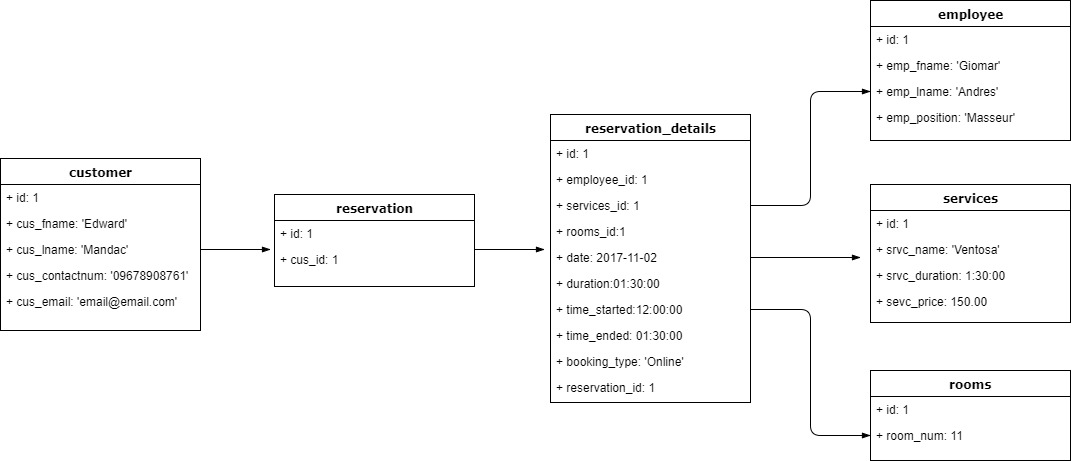 customer
+ id: 1
+ cus_fname: 'Edward'
+ cus_lname: 'Mandac'
+ cus_contactnum: '09678908761'
+ cus_email: 'email@email.com'
reservation
+ id: 1
+ cus_id: 1
reservation_details
+ id: 1
+ employee_id: 1
+ services_id: 1
+ rooms_id:1
+ date: 2017-11-02
+ duration:01:30:00
+ time_started:12:00:00
+ time_ended: 01:30:00
+ booking_type: 'Online'
+ reservation_id: 1
employee
+ id: 1
+ emp_fname: 'Giomar'
+ emp_lname: 'Andres'
+ emp_position: 'Masseur'
services
+ id: 1
+ srvc_name: 'Ventosa'
+ srvc_duration: 1:30:00
+ sevc_price: 150.00
rooms
+ id: 1
+ room_num: 11